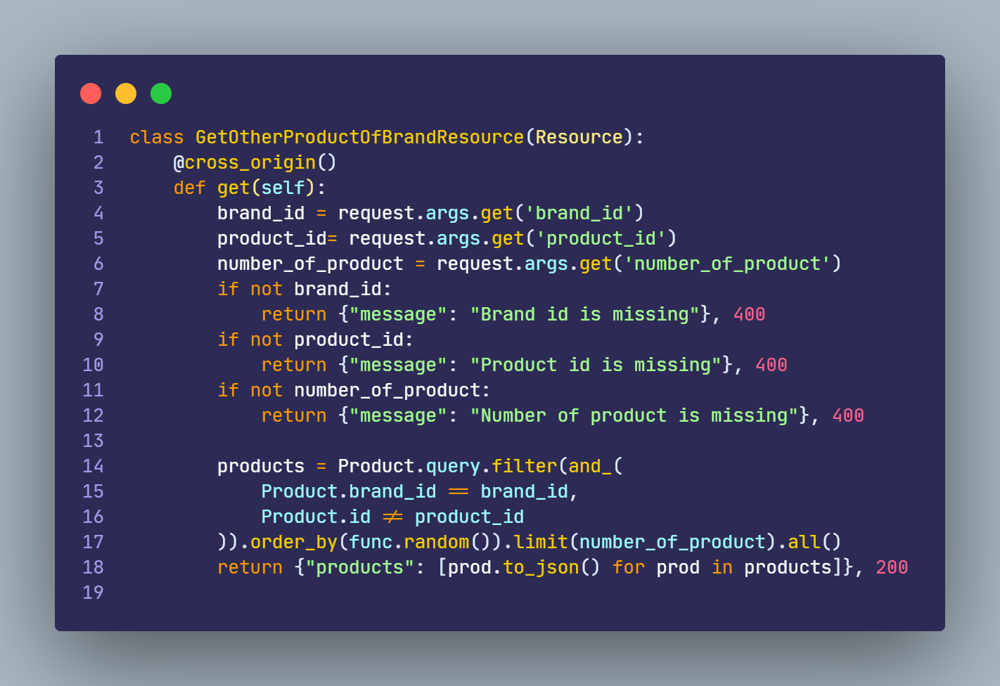 1 class GetOtherProductOfBrandResource(Resource):
2     @cross_origin()
3     def get(self):
4         brand_id = request.args.get('brand_id')
5         product_id= request.args.get('product_id')
6         number_of_product = request.args.get('number_of_product')
7         if not brand_id:
8             return {"message": "Brand id is missing"}, 400
9         if not product_id:
10             return {"message": "Product id is missing"}, 400
11         if not number_of_product:
12             return {"message": "Number of product is missing"}, 400
13
14         products = Product.query.filter(and_(
15             Product.brand_id == brand_id,
16             Product.id != product_id
17         )).order_by(func.random()).limit(number_of_product).all()
18         return {"products": [prod.to_json() for prod in products]}, 200
19